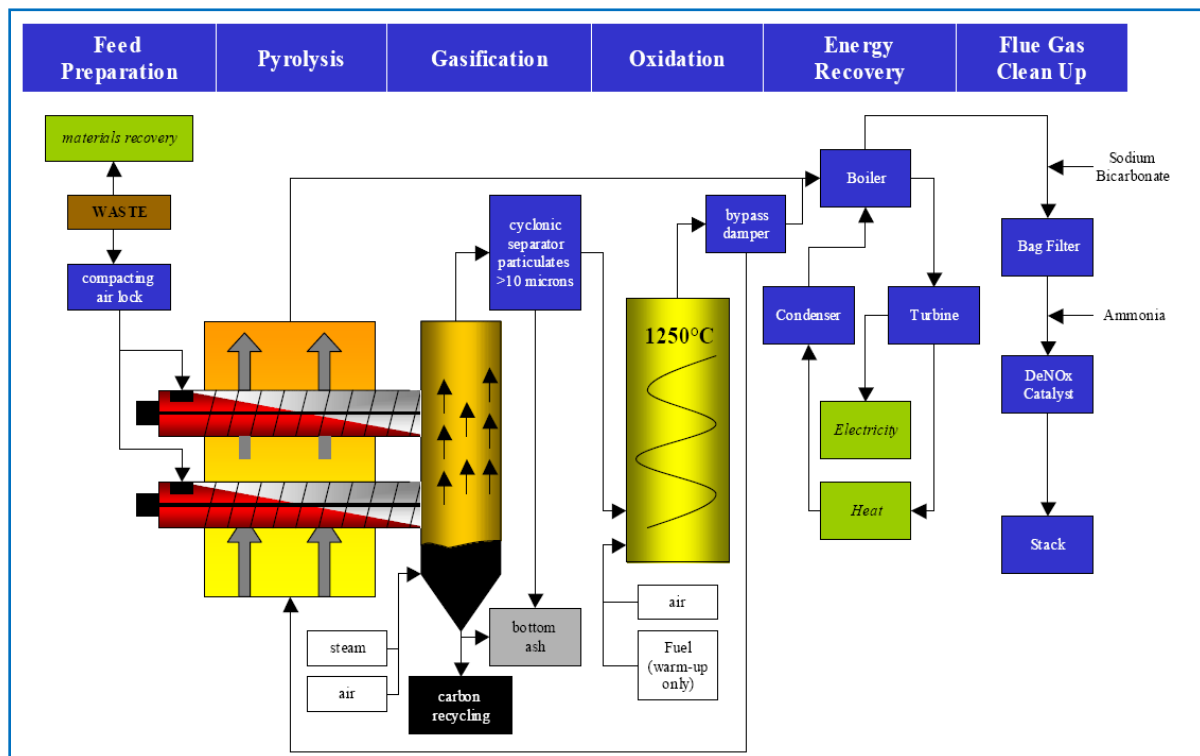 Feed
Preparation
Pyrolysis
Gasification
Oxidation
Energy
Recovery
Flue Gas
Clean Up
materials recovery
WASTE
compacting
air lock
cyclonic
separator
particulates
>10 microns
bypass
damper
Boiler
Sodium
Bicarbonate
Bag Filter
1250°C
Condenser
Turbine
Ammonia
DeNOx
Catalyst
Electricity
Heat
Stack
steam
air
bottom
ash
carbon
recycling
air
Fuel
(warm-up
only)